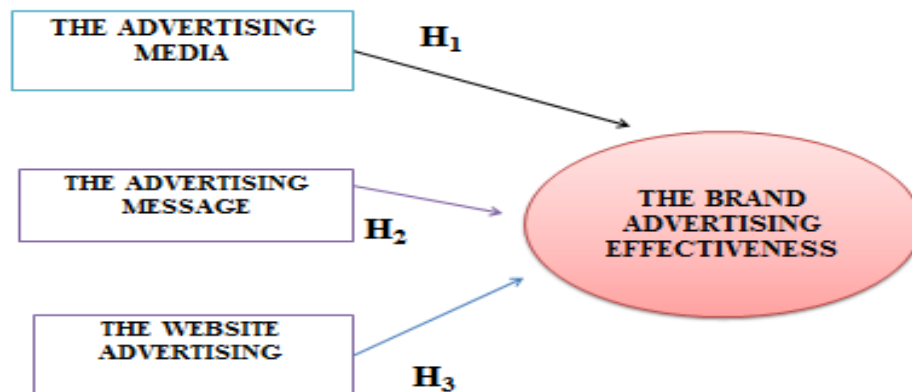 THE ADVERTISING
MEDIA
H₁
THE ADVERTISING
MESSAGE
H₂
THE BRAND
ADVERTISING
EFFECTIVENESS
THE WEBSITE
ADVERTISING
H₃